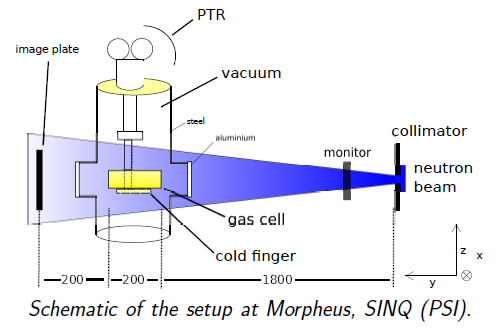 PTR
image plate
vacuum
steel
aluminium
collimator
monitor
neutron
beam
gas cell
cold finger
z
x
y
200
200
1800
Schematic of the setup at Morpheus, SINQ (PSI).